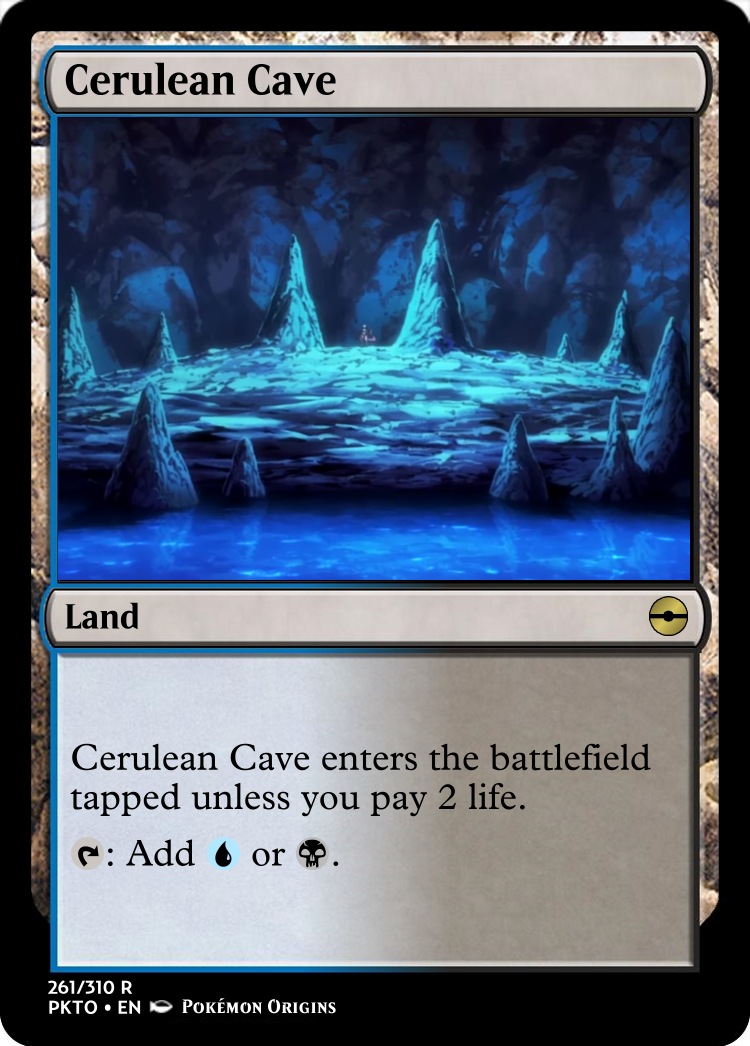 Cerulean Cave
Land
Cerulean Cave enters the battlefield
tapped unless you pay 2 life.
: Add or .
261/310 R
PKTO • EN Pokémon Origins